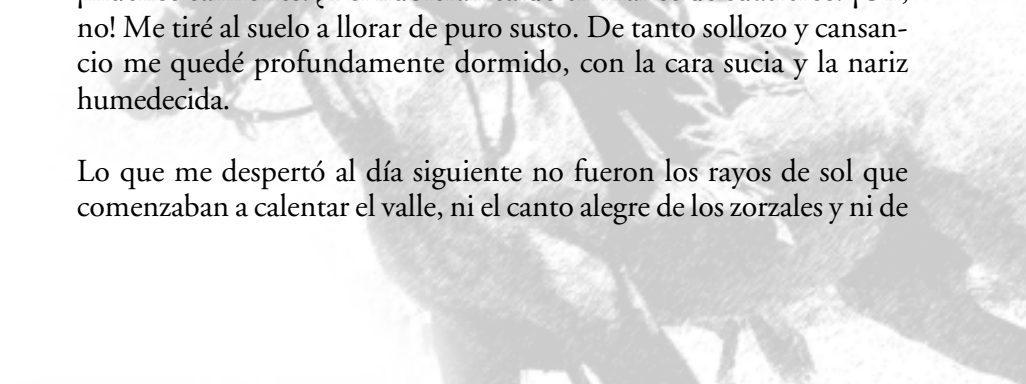 no! Me tiré al suelo a llorar de puro susto. De tanto sollozo y cansan-
cio me quedé profundamente dormido, con la cara sucia y la nariz
humedecida.
Lo que me despertó al día siguiente no fueron los rayos de sol que
comenzaban a calentar el valle, ni el canto alegre de los zorzales y ni de